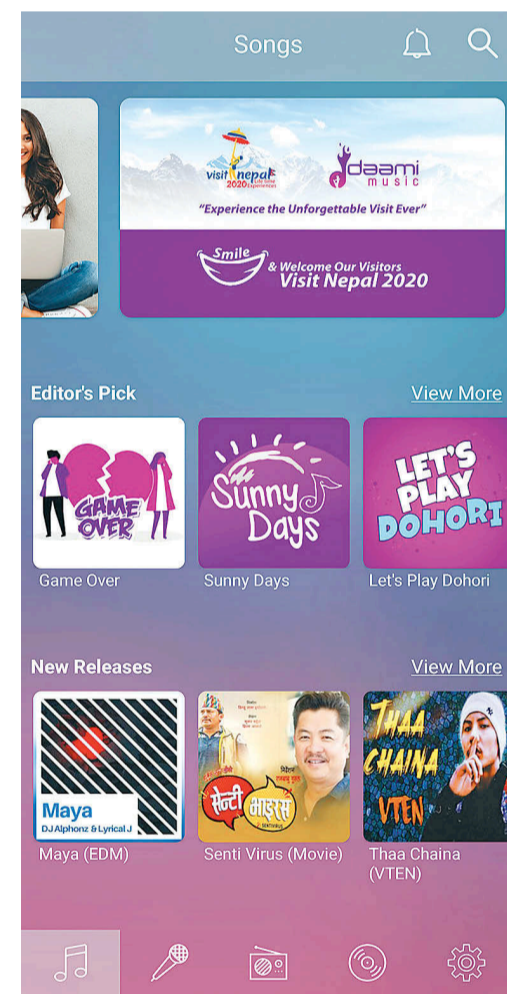 Songs
visit nepal
2020 Lifetime Experiences
daami
music
“Experience the Unforgettable Visit Ever”
Smile
& Welcome Our Visitors
Visit Nepal 2020
Editor's Pick
View More
GAME
OVER
Sunny
Days
LET'S
PLAY
DOHORI
Game Over
Sunny Days
Let's Play Dohori
New Releases
View More
Maya
DJ Alphonz & Lyrical J
सेन्टी भाइरस
THAA
CHAINA
VTEN
Maya (EDM)
Senti Virus (Movie)
Thaa Chaina
(VTEN)